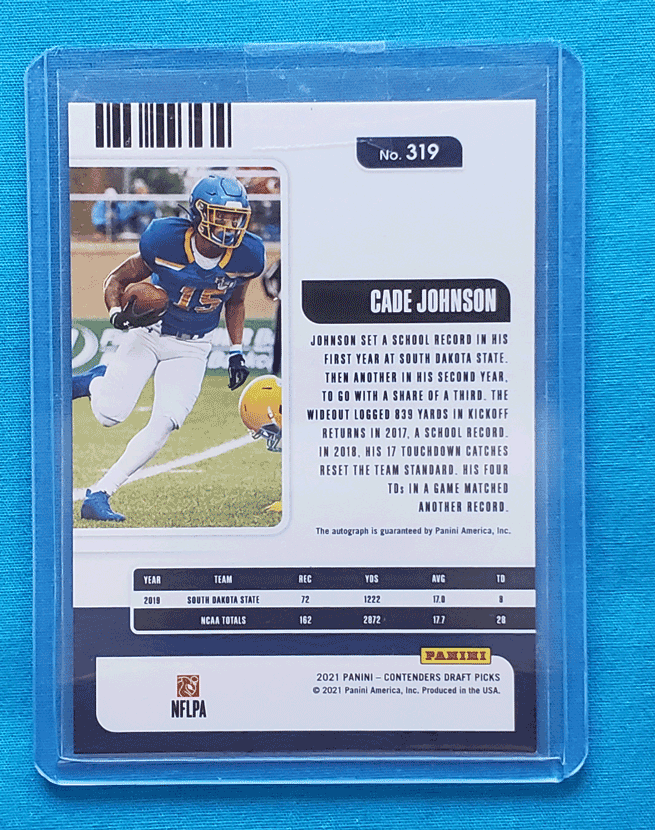 No. 319
15
CADE JOHNSON
JOHNSON SET A SCHOOL RECORD IN HIS
FIRST YEAR AT SOUTH DAKOTA STATE.
THEN ANOTHER IN HIS SECOND YEAR,
TO GO WITH A SHARE OF A THIRD. THE
WIDEOUT LOGGED 839 YARDS IN KICKOFF
RETURNS IN 2017, A SCHOOL RECORD.
IN 2018, HIS 17 TOUCHDOWN CATCHES
RESET THE TEAM STANDARD. HIS FOUR
TDs IN A GAME MATCHED
ANOTHER RECORD.
The autograph is guaranteed by Panini America, Inc.
YEAR TEAM REC YDS AVG TD
2019 SOUTH DAKOTA STATE 72 1222 17.0 8
NCAA TOTALS 162 2872 17.7 28
PANINI
2021 PANINI – CONTENDERS DRAFT PICKS
© 2021 Panini America, Inc. Produced in the USA.
NFLPA